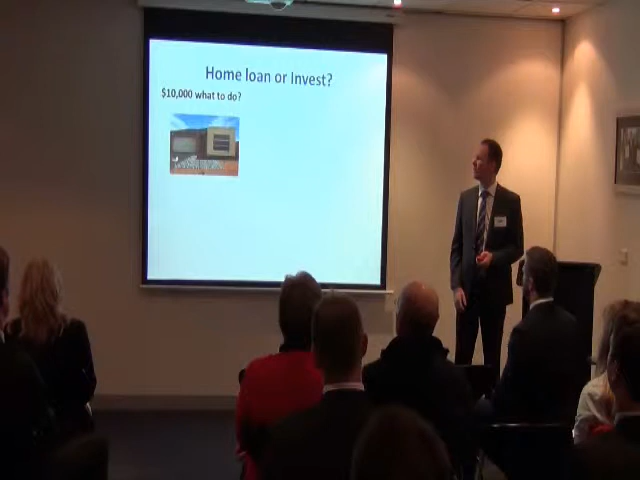 Home loan or Invest?
$10,000 what to do?